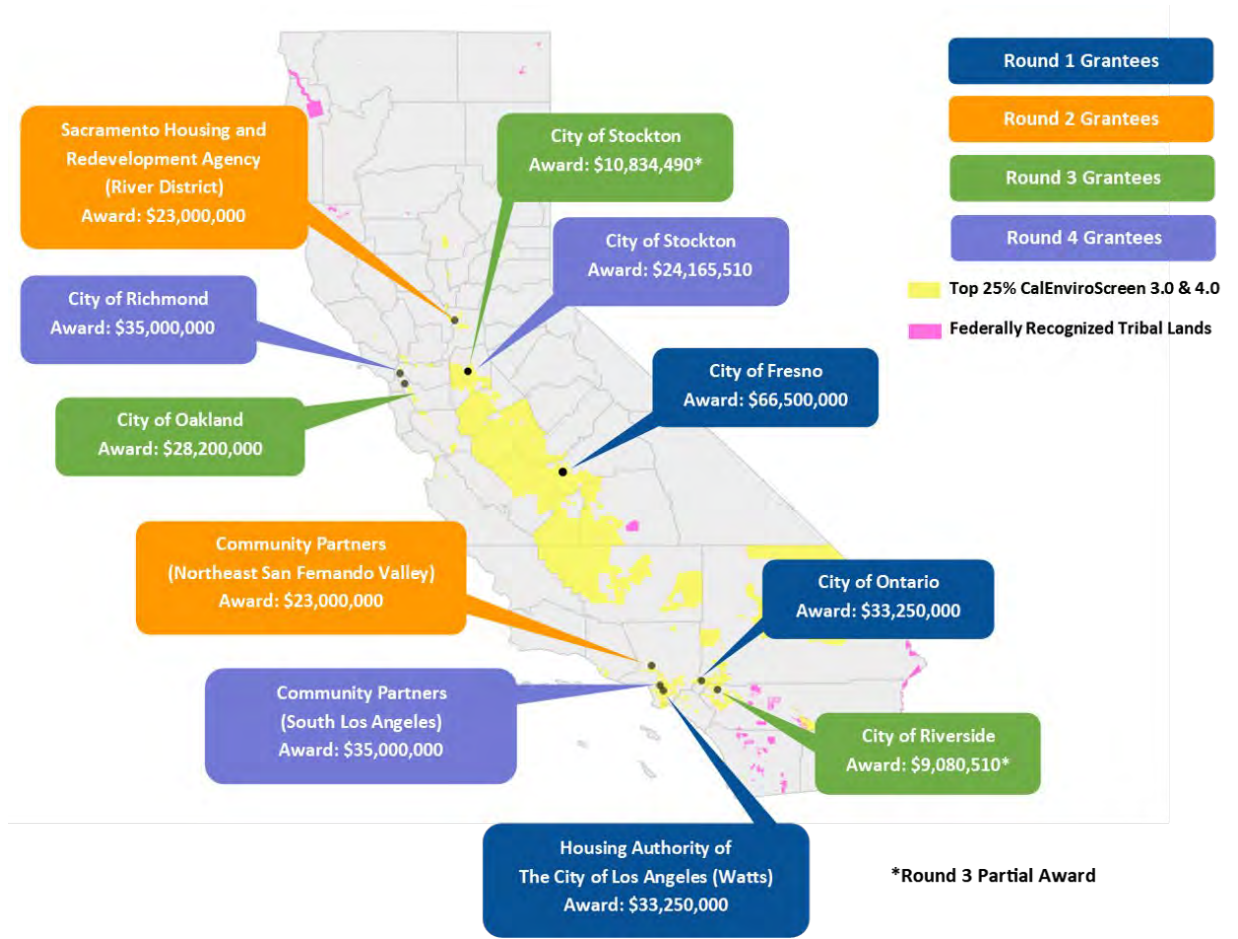 Round 1 Grantees
Round 2 Grantees
Round 3 Grantees
Round 4 Grantees
Top 25% CalEnviroScreen 3.0 & 4.0
Federally Recognized Tribal Lands
Sacramento Housing and
Redevelopment Agency
(River District)
Award: $23,000,000
City of Stockton
Award: $10,834,490*
City of Stockton
Award: $24,165,510
City of Richmond
Award: $35,000,000
City of Fresno
Award: $66,500,000
City of Oakland
Award: $28,200,000
Community Partners
(Northeast San Fernando Valley)
Award: $23,000,000
City of Ontario
Award: $33,250,000
Community Partners
(South Los Angeles)
Award: $35,000,000
City of Riverside
Award: $9,080,510*
Housing Authority of
The City of Los Angeles (Watts)
Award: $33,250,000
*Round 3 Partial Award